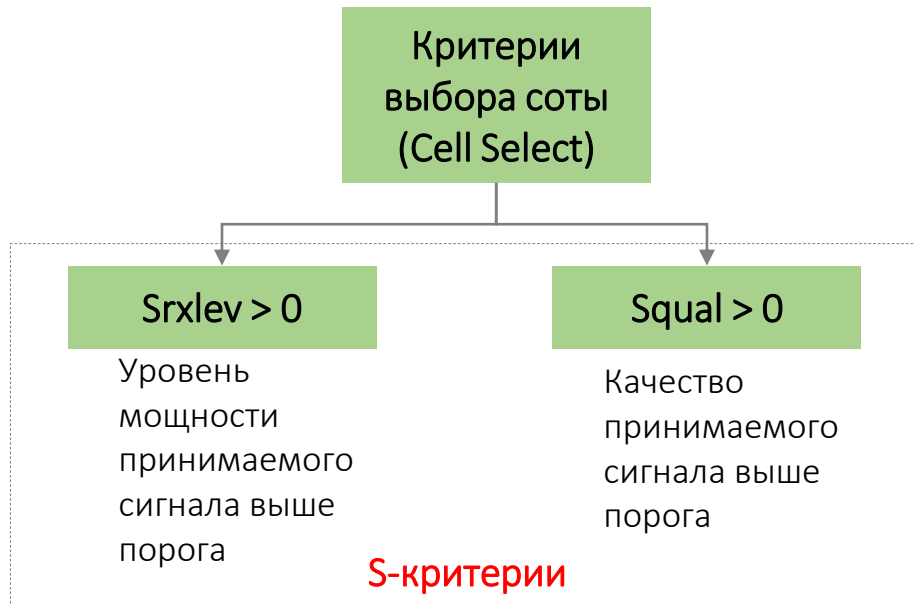 Критерии
выбора соты
(Cell Select)
Srxlev > 0
Squal > 0
Уровень
мощности
принимаемого
сигнала выше
порога
Качество
принимаемого
сигнала выше
порога
S-критерии